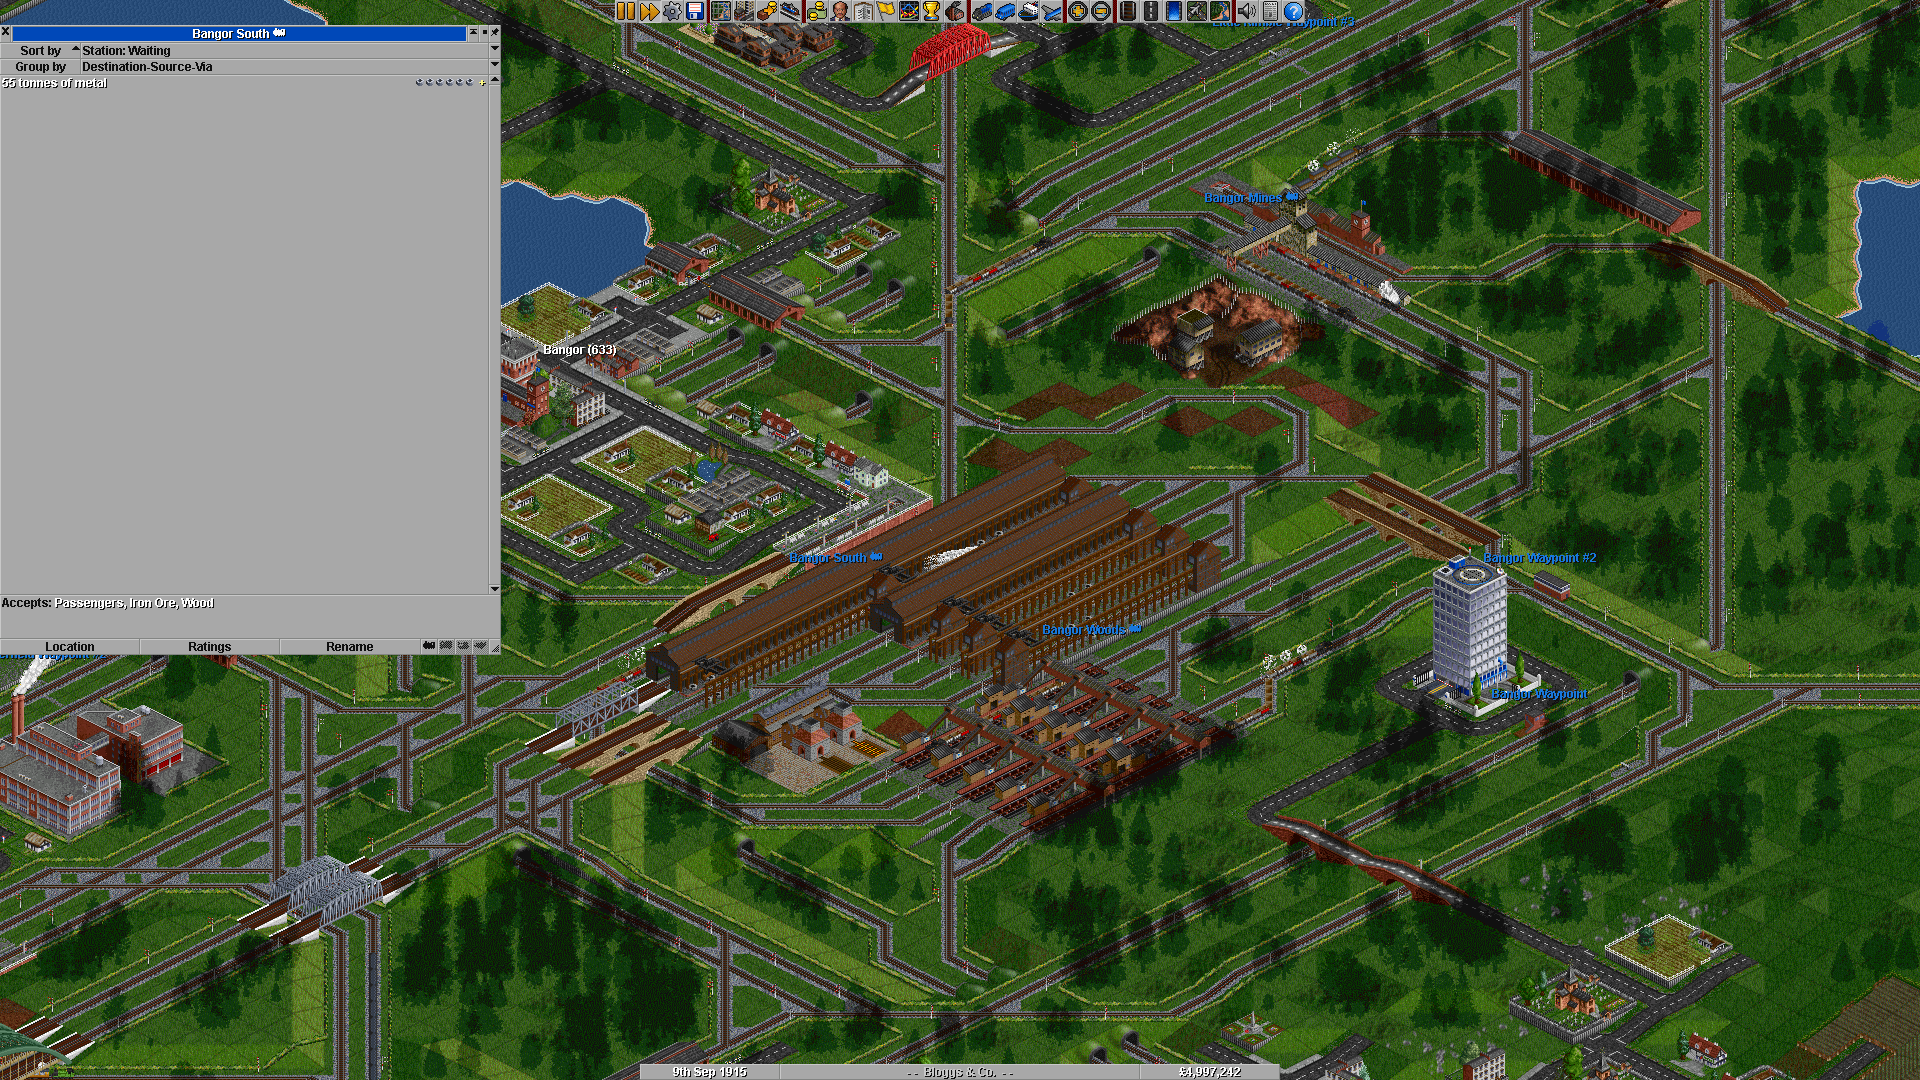 Bangor South
Sort by
Station: Waiting
Group by
Destination-Source-Via
55 tonnes of metal
Accepts: Passengers, Iron Ore, Wood
Location
Ratings
Rename
Bangor Mines
Bangor (633)
Bangor South
Bangor Waypoint #2
Bangor Woods
Bangor Waypoint
9th Sep 1915
-- Bloggs & Co. --
£4,997,242